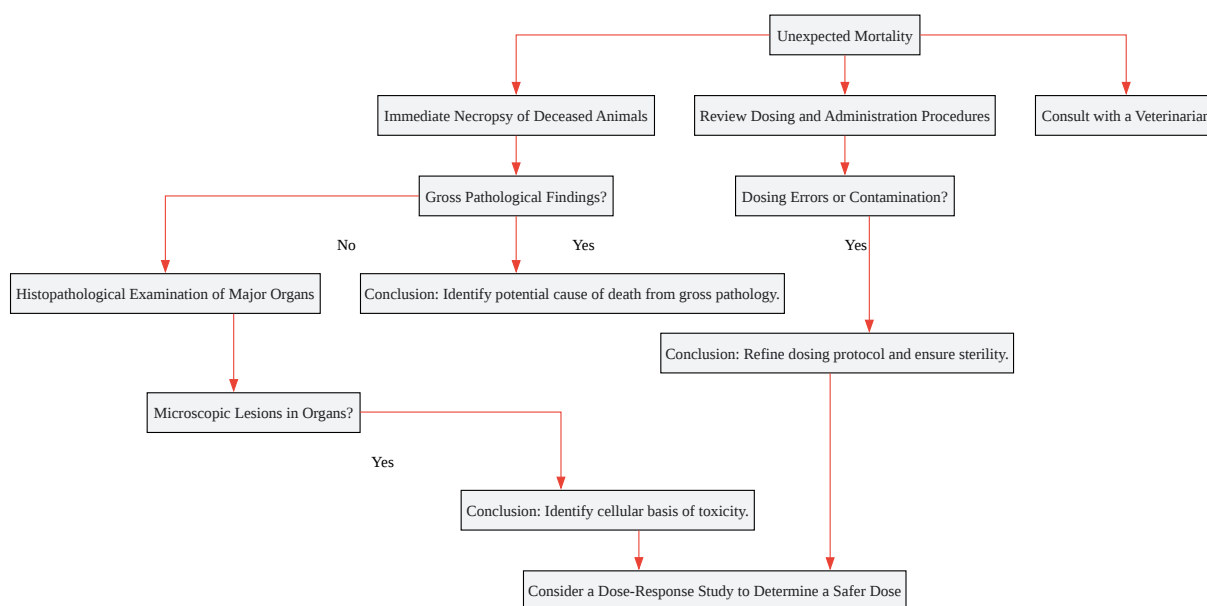 Unexpected Mortality
Immediate Necropsy of Deceased Animals
Review Dosing and Administration Procedures
Consult with a Veterinarian
Gross Pathological Findings?
Dosing Errors or Contamination?
No
Yes
Yes
Histopathological Examination of Major Organs
Conclusion: Identify potential cause of death from gross pathology.
Conclusion: Refine dosing protocol and ensure sterility.
Microscopic Lesions in Organs?
Yes
Conclusion: Identify cellular basis of toxicity.
Consider a Dose-Response Study to Determine a Safer Dose